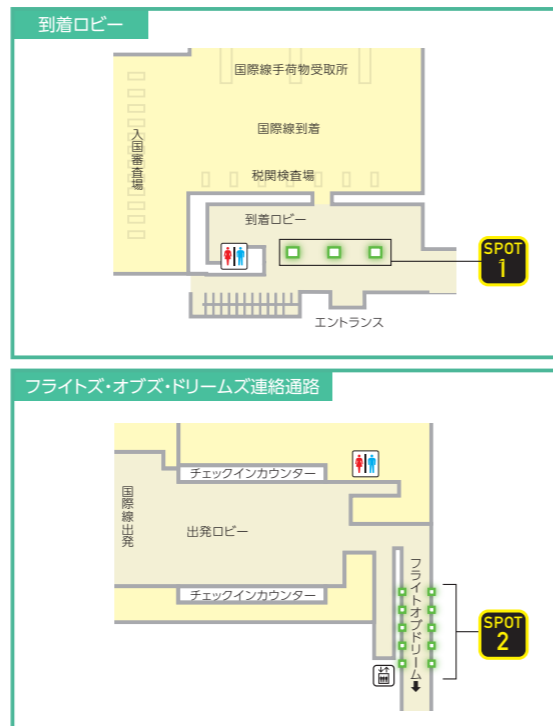 到着ロビー
国際線手荷物受取所
入国審査場
国際線到着
税関検査場
到着ロビー
SPOT
1
エントランス
フライトズ・オブズ・ドリームズ連絡通路
チェックインカウンター
国際線出発
出発ロビー
フライトオブドリーム
チェックインカウンター
SPOT
2